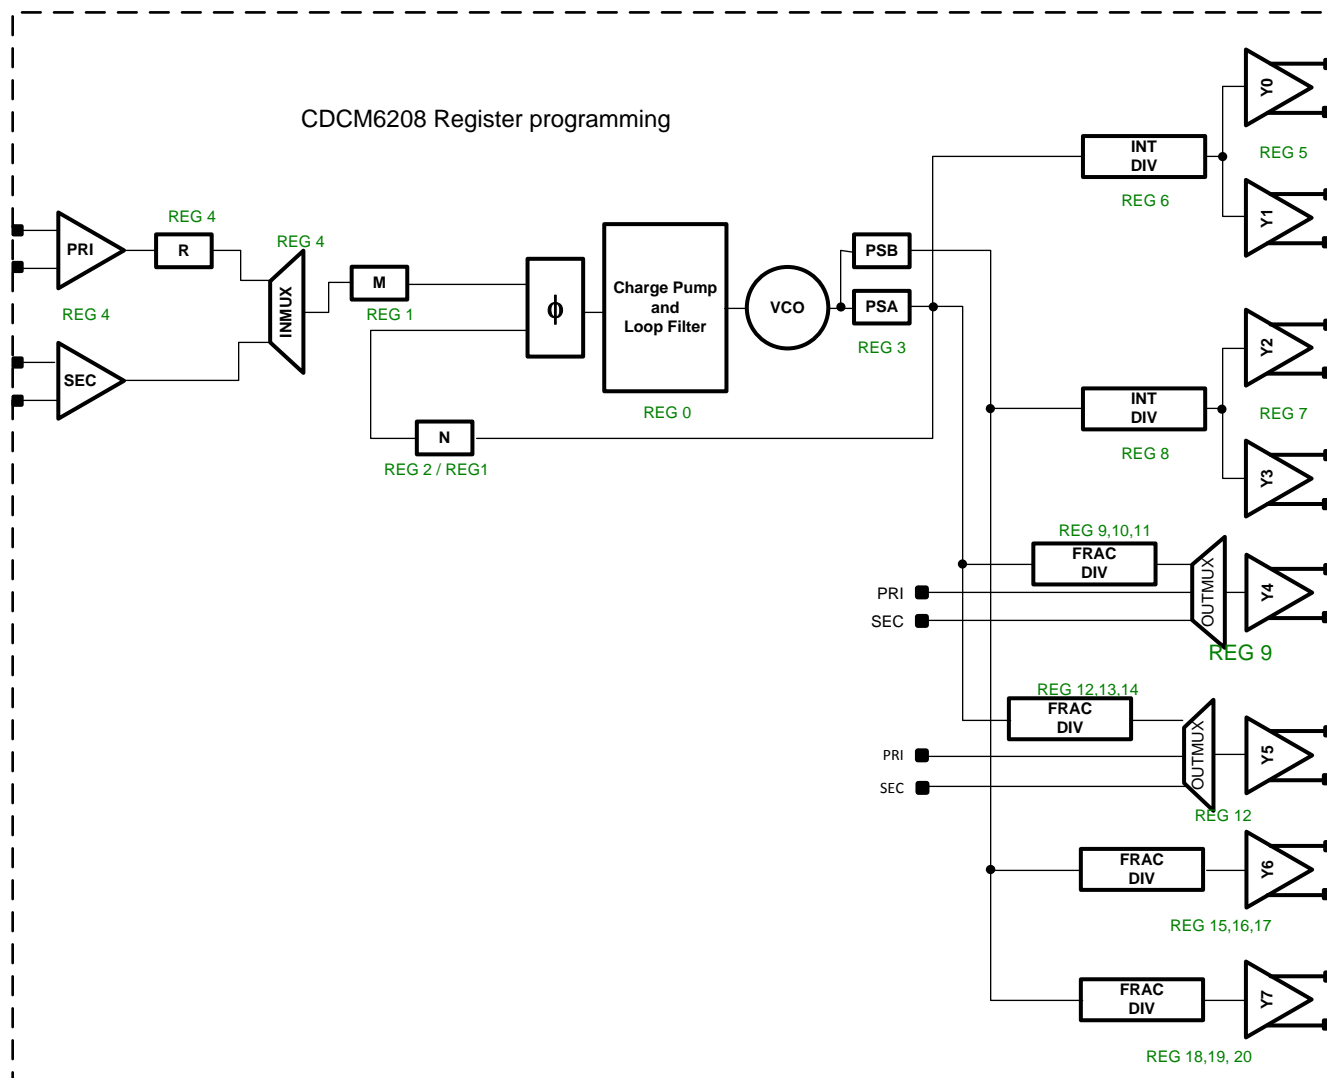 CDCM6208 Register programming
Y0
INT
DIV
REG 5
REG 6
Y1
REG 4
PRI
R
REG 4
INMUX
M
REG 1
REG 4
SEC
ϕ
Charge Pump
and
Loop Filter
REG 0
VCO
PSB
PSA
REG 3
N
REG 2 / REG1
Y2
INT
DIV
REG 7
REG 8
Y3
REG 9,10,11
FRAC
DIV
PRI
SEC
OUTMUX
Y4
REG 9
REG 12,13,14
FRAC
DIV
PRI
SEC
OUTMUX
Y5
REG 12
FRAC
DIV
Y6
REG 15,16,17
FRAC
DIV
Y7
REG 18,19, 20